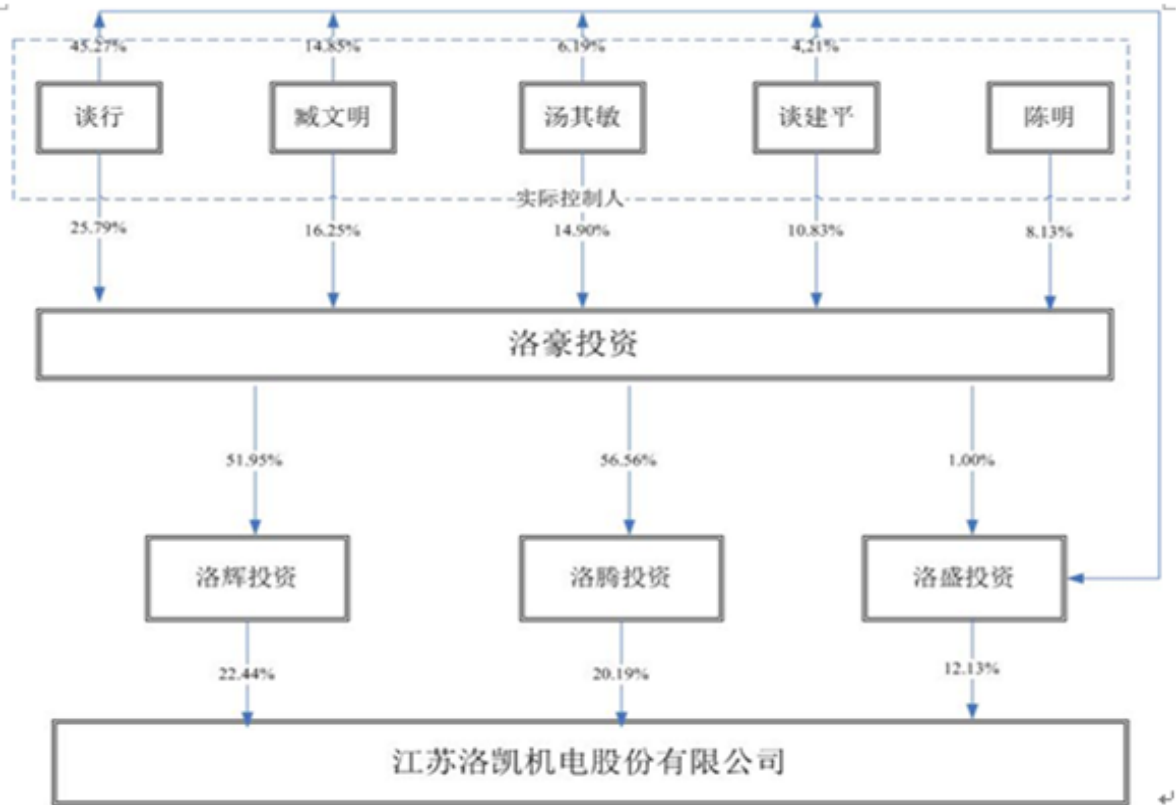 45.27%
14.85%
6.19%
4,21%
谈行
臧文明
汤其敏
谈建平
陈明
实际控制人
25.79%
16.25%
14.90%
10.83%
8.13%
洛豪投资
51.95%
56.56%
1.00%
洛辉投资
洛腾投资
洛盛投资
22.44%
20.19%
12.13%
江苏洛凯机电股份有限公司